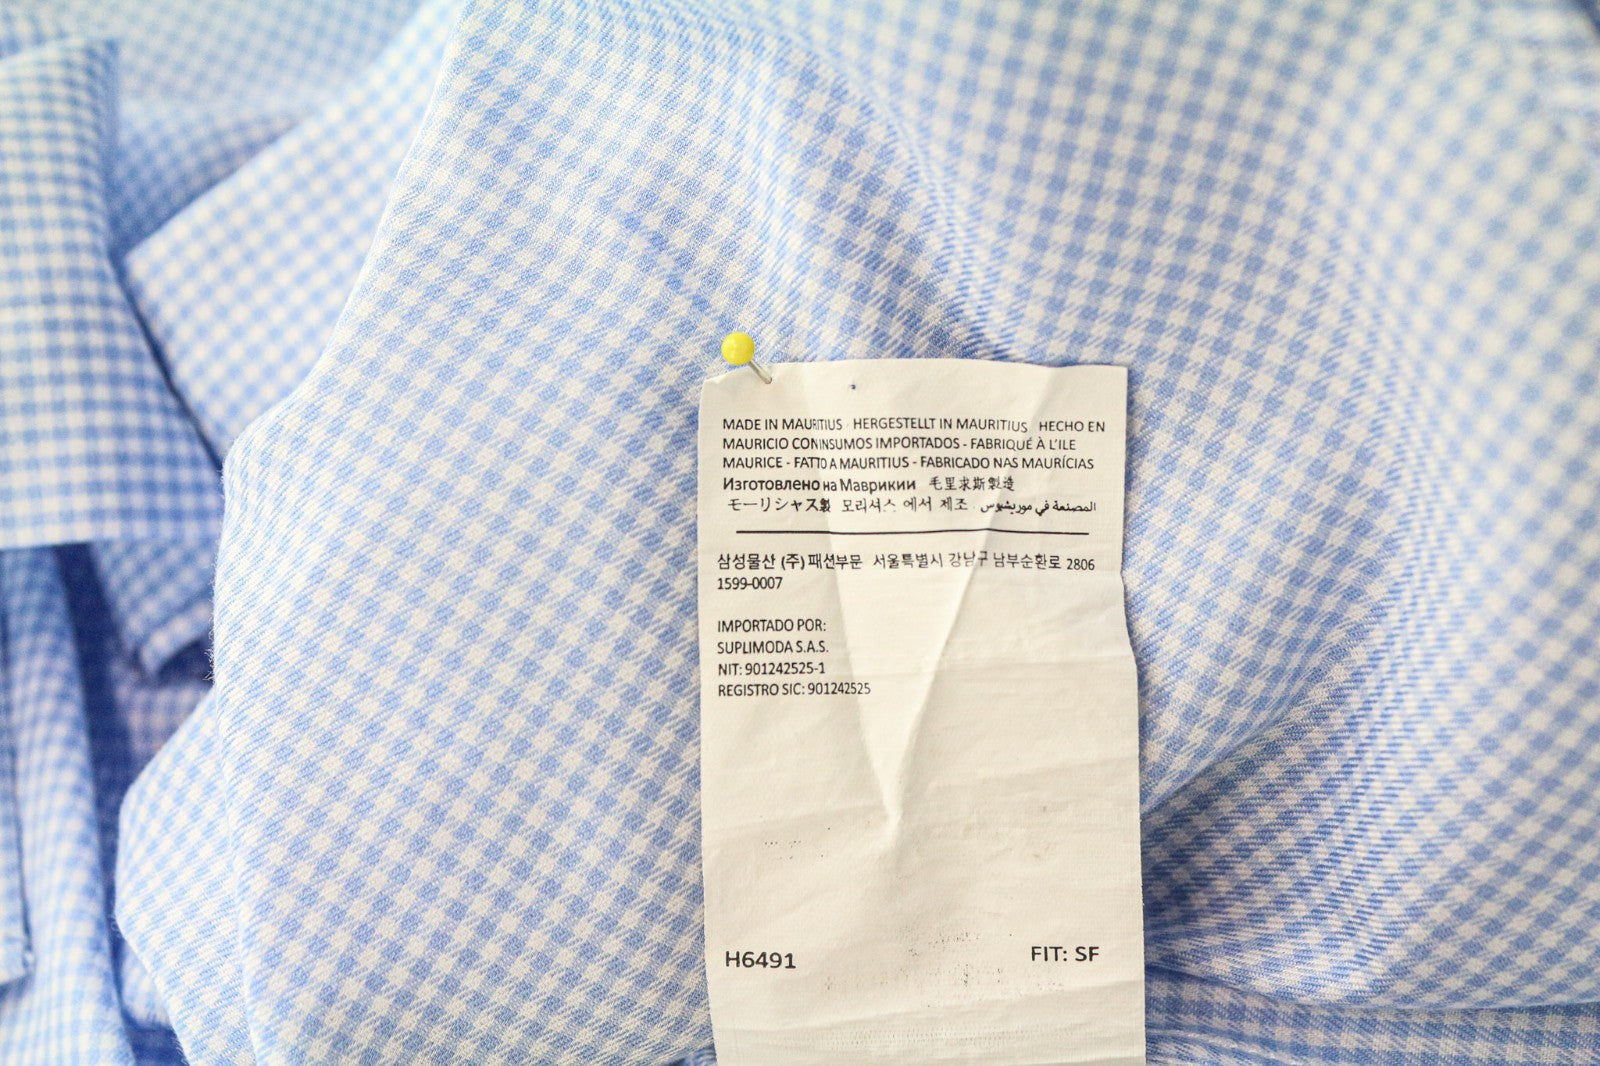 MADE IN MAURITIUS - HERGESTELLT IN MAURITIUS HECHO EN
MAURICIO CON INSUMOS IMPORTADOS - FABRIQUÉ À L'ILE
MAURICE - FATTO A MAURITIUS - FABRICADO NAS MAURÍCIAS
Изготовлено на Маврикии 毛里求斯製造
モーリシャス製 모리셔스 에서 제조 المصنعة في موريشيوس
삼성물산 (주) 패션부문 서울특별시 강남구 남부순환로 2806
1599-0007
IMPORTADO POR:
SUPLIMODA S.A.S.
NIT: 901242525-1
REGISTRO SIC: 901242525
H6491 FIT: SF